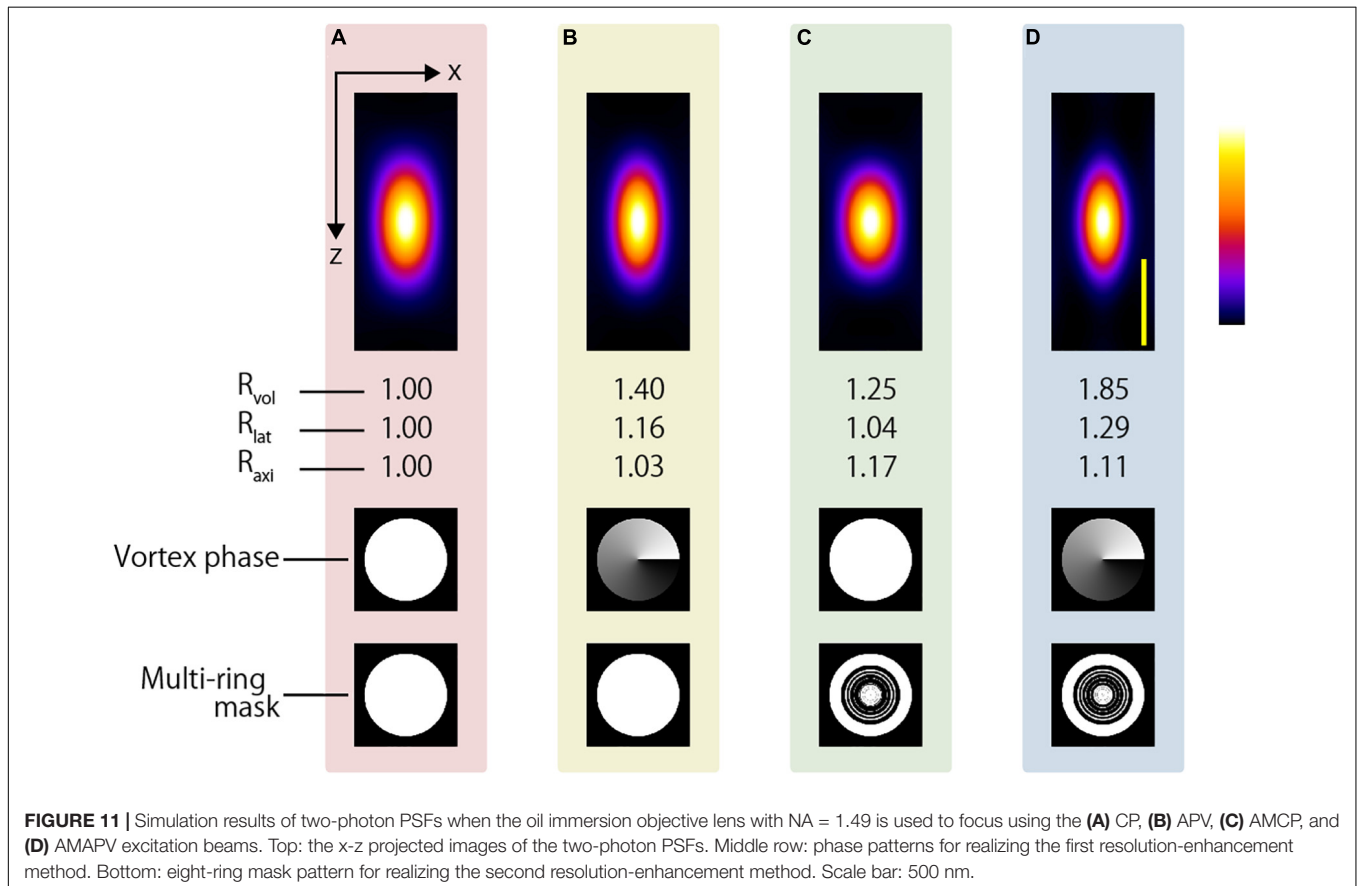 A
B
C
D
X
Z
R_vol 1.00 1.40 1.25 1.85
R_lat 1.00 1.16 1.04 1.29
R_axi 1.00 1.03 1.17 1.11
Vortex phase
Multi-ring
mask
FIGURE 11 | Simulation results of two-photon PSFs when the oil immersion objective lens with NA = 1.49 is used to focus using the (A) CP, (B) APV, (C) AMCP, and
(D) AMAPV excitation beams. Top: the x-z projected images of the two-photon PSFs. Middle row: phase patterns for realizing the first resolution-enhancement
method. Bottom: eight-ring mask pattern for realizing the second resolution-enhancement method. Scale bar: 500 nm.